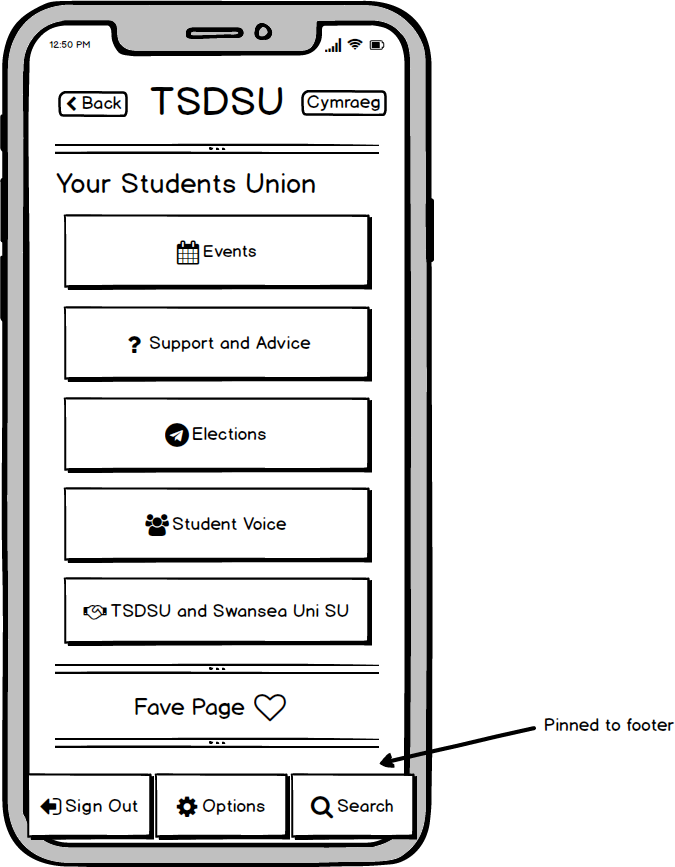 12:50 PM
Back
TSDSU
Cymraeg
Your Students Union
Events
? Support and Advice
Elections
Student Voice
TSDSU and Swansea Uni SU
Fave Page
Pinned to footer
Sign Out
Options
Search